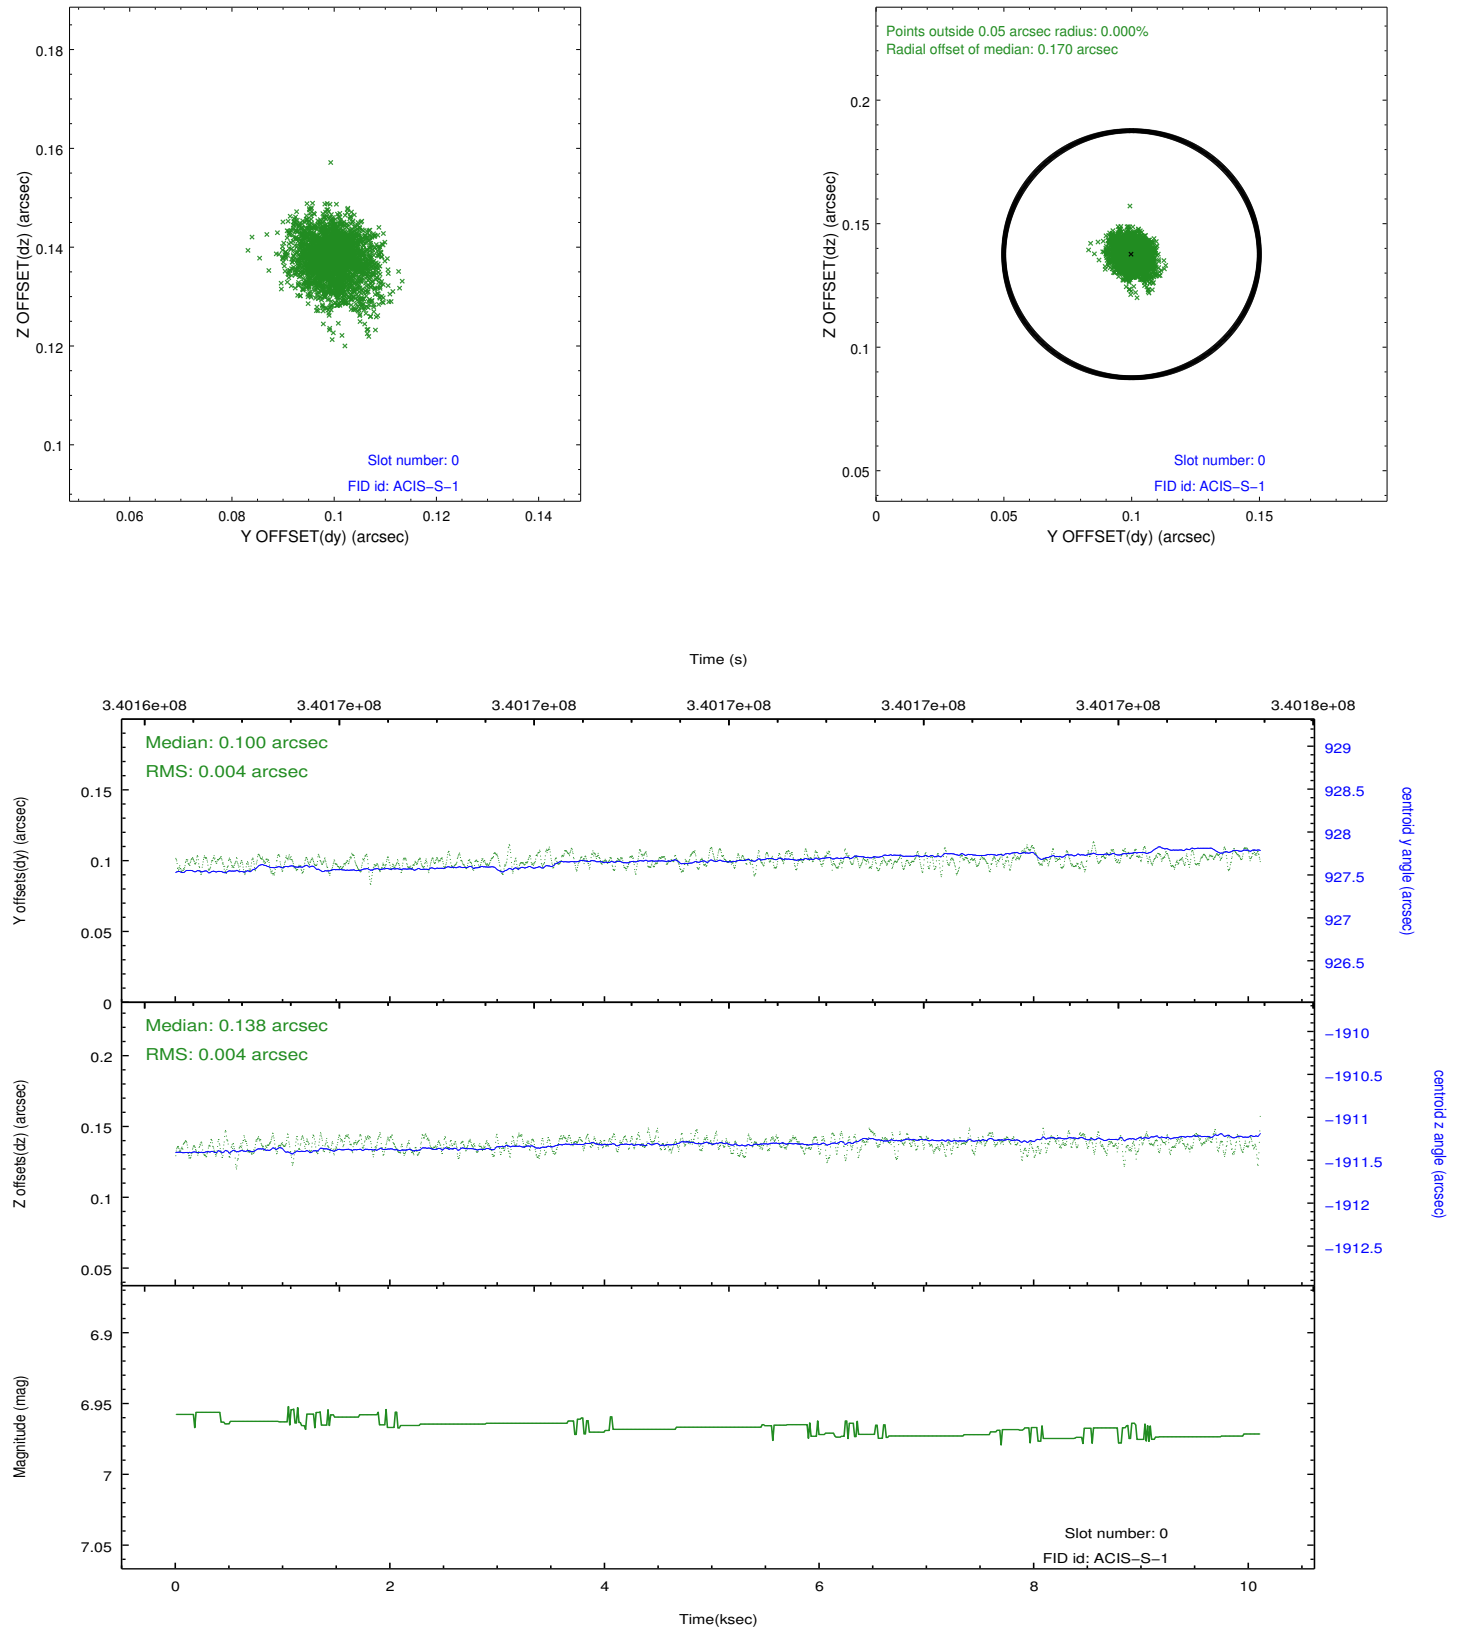 0.18
0.16
0.14
0.12
0.1
Z OFFSET(dz) (arcsec)
Slot number: 0
FID id: ACIS−S−1
0.06 0.08 0.1 0.12 0.14
Y OFFSET(dy) (arcsec)
Points outside 0.05 arcsec radius: 0.000%
Radial offset of median: 0.170 arcsec
0.2
0.15
0.1
0.05
Z OFFSET(dz) (arcsec)
Slot number: 0
FID id: ACIS−S−1
0 0.05 0.1 0.15
Y OFFSET(dy) (arcsec)
Time (s)
3.4016e+08 3.4017e+08 3.4017e+08 3.4017e+08 3.4017e+08 3.4017e+08 3.4018e+08
Median: 0.100 arcsec
RMS: 0.004 arcsec
0.15
0.1
0.05
0
Y offsets(dy) (arcsec)
929
928.5
928
927.5
927
926.5
centroid y angle (arcsec)
Median: 0.138 arcsec
RMS: 0.004 arcsec
0.2
0.15
0.1
0.05
Z offsets(dz) (arcsec)
−1910
−1910.5
−1911
−1911.5
−1912
−1912.5
centroid z angle (arcsec)
6.9
6.95
7
7.05
Magnitude (mag)
Slot number: 0
FID id: ACIS−S−1
0 2 4 6 8 10
Time(ksec)